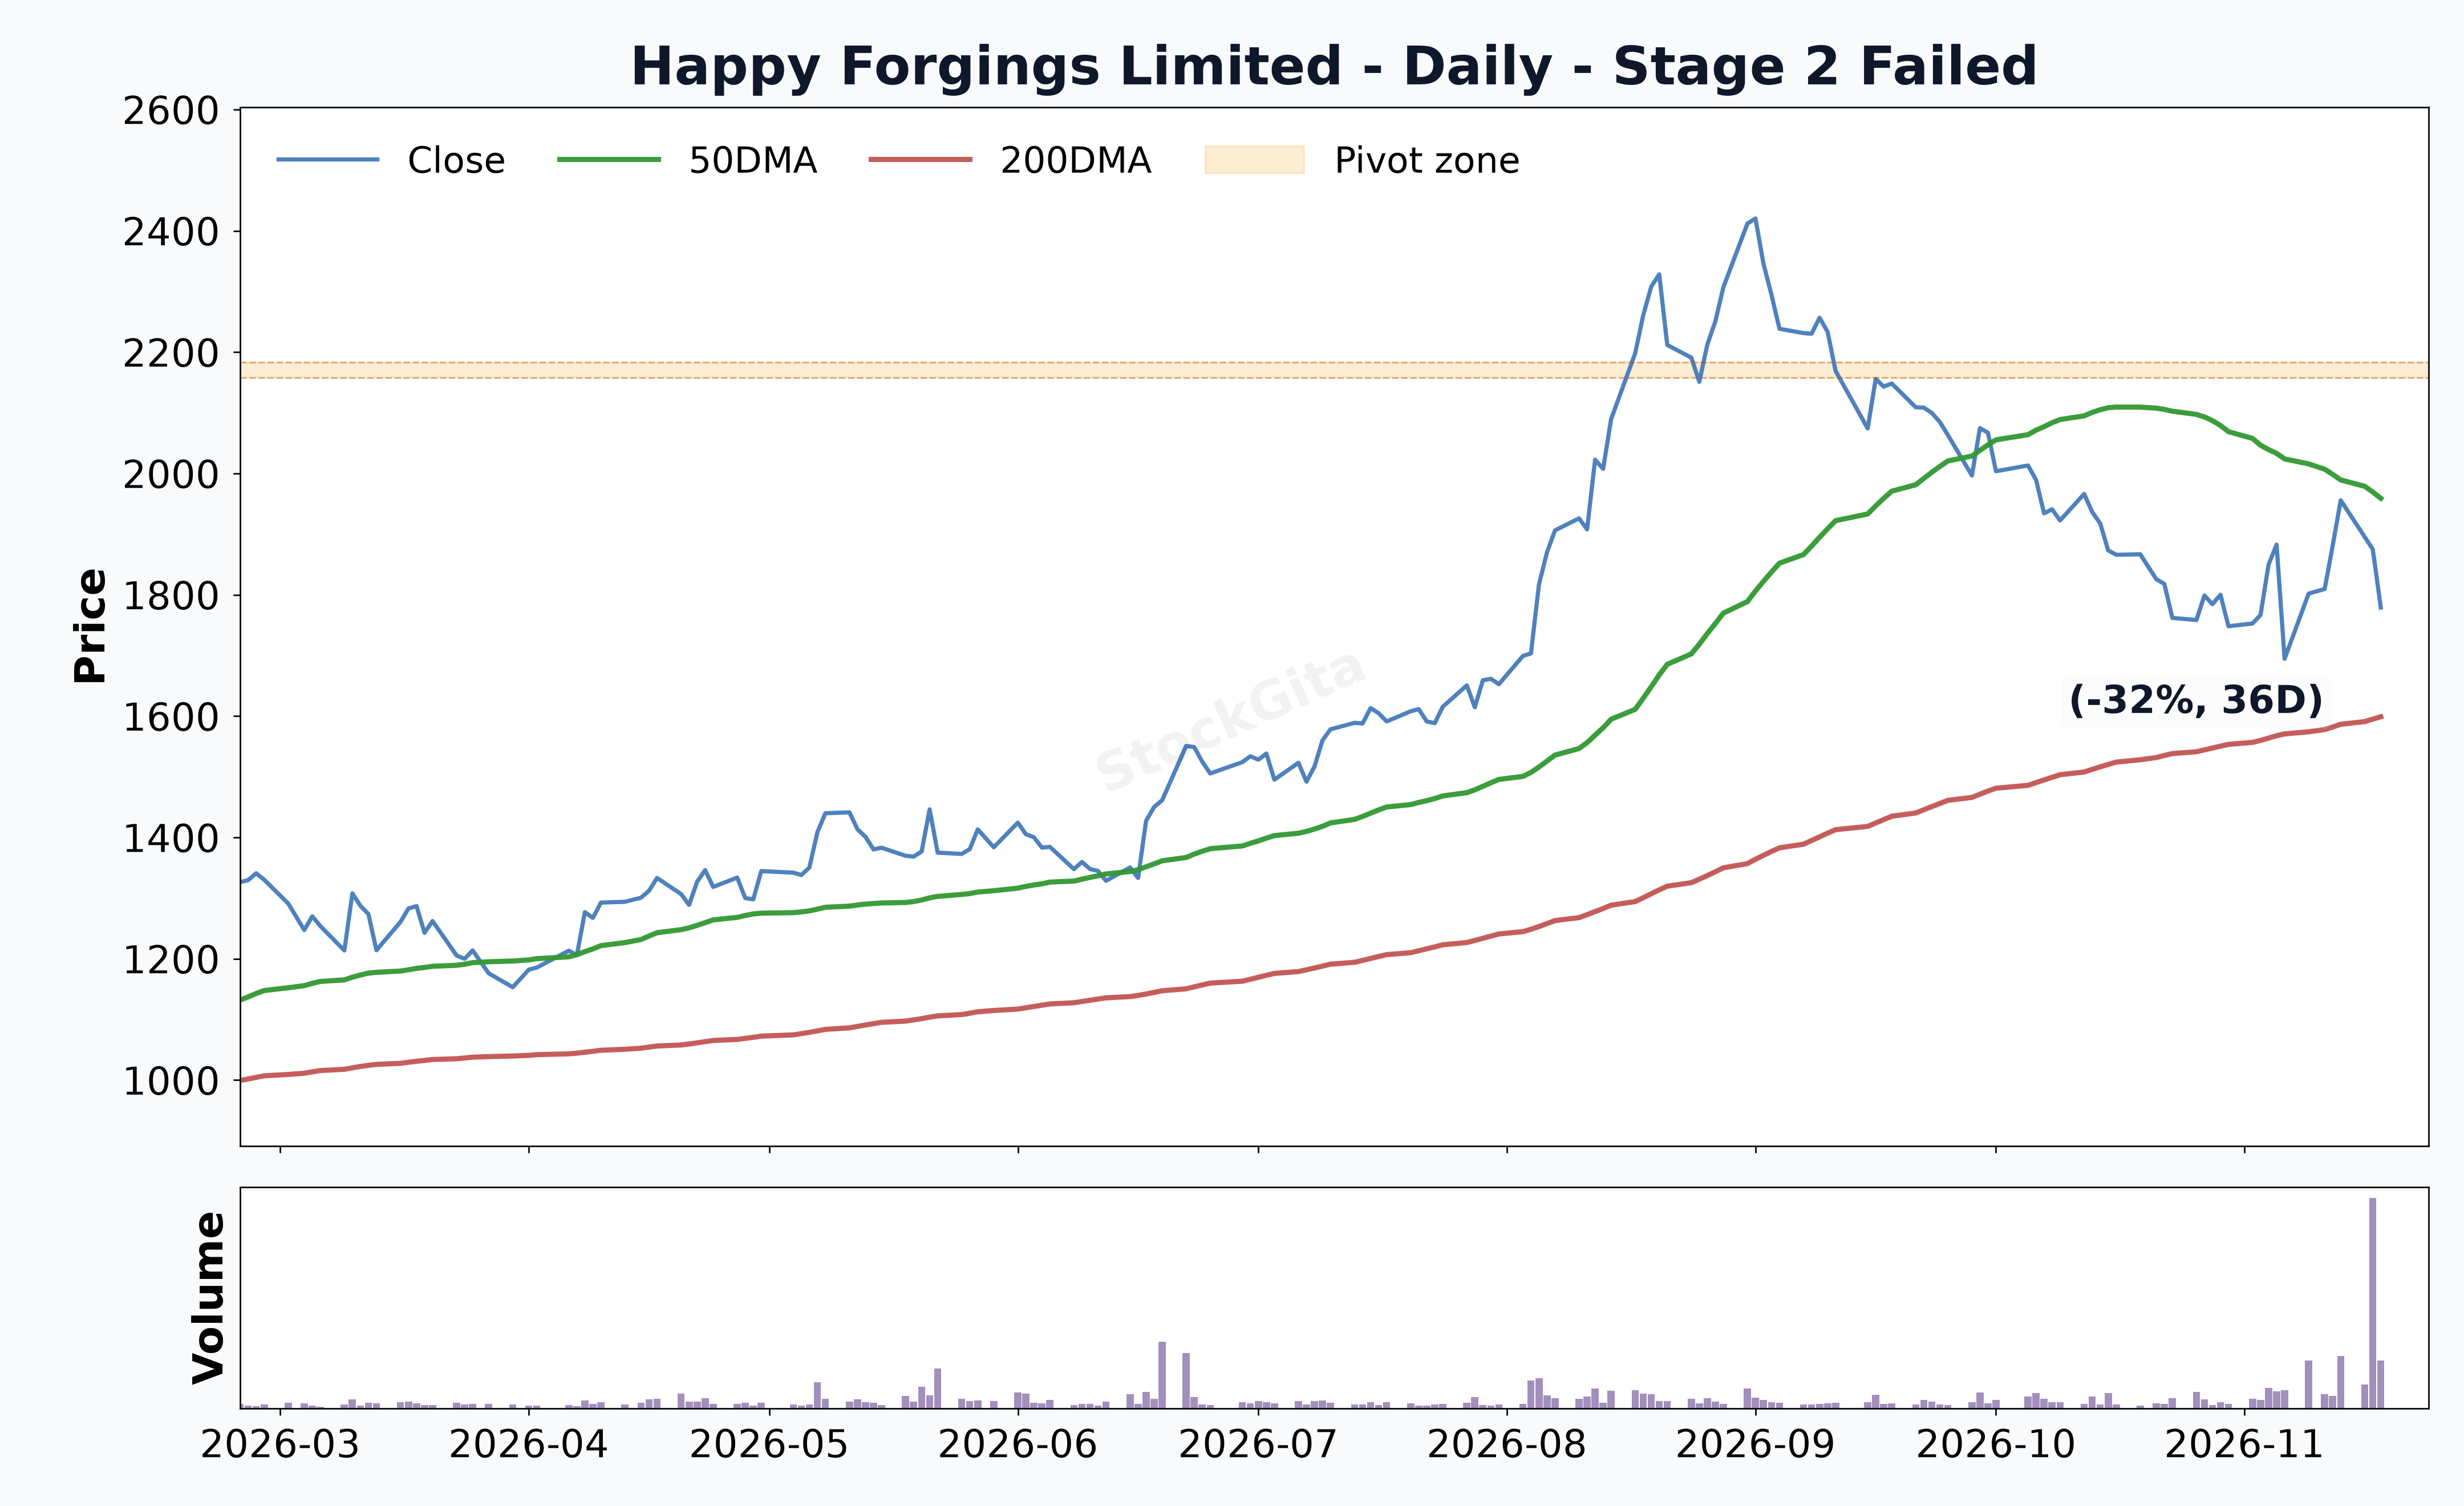 Happy Forgings Limited - Daily - Stage 2 Failed
Close 50DMA 200DMA Pivot zone
Price
2600
2400
2200
2000
1800
1600
1400
1200
1000
StockGita
(-32%, 36D)
Volume
2026-03 2026-04 2026-05 2026-06 2026-07 2026-08 2026-09 2026-10 2026-11